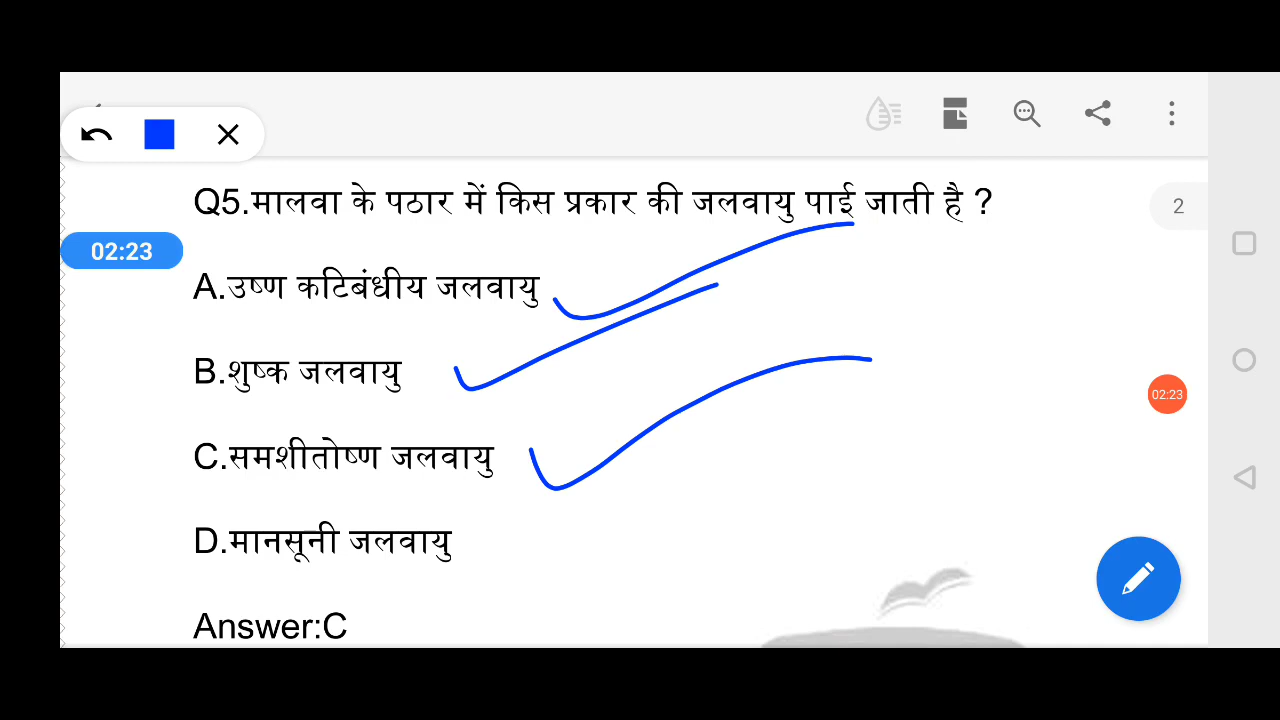 2
Q5.मालवा के पठार में किस प्रकार की जलवायु पाई जाती है ?
02:23
A.उष्ण कटिबंधीय जलवायु
B.शुष्क जलवायु
02:23
C.समशीतोष्ण जलवायु
D.मानसूनी जलवायु
Answer:C